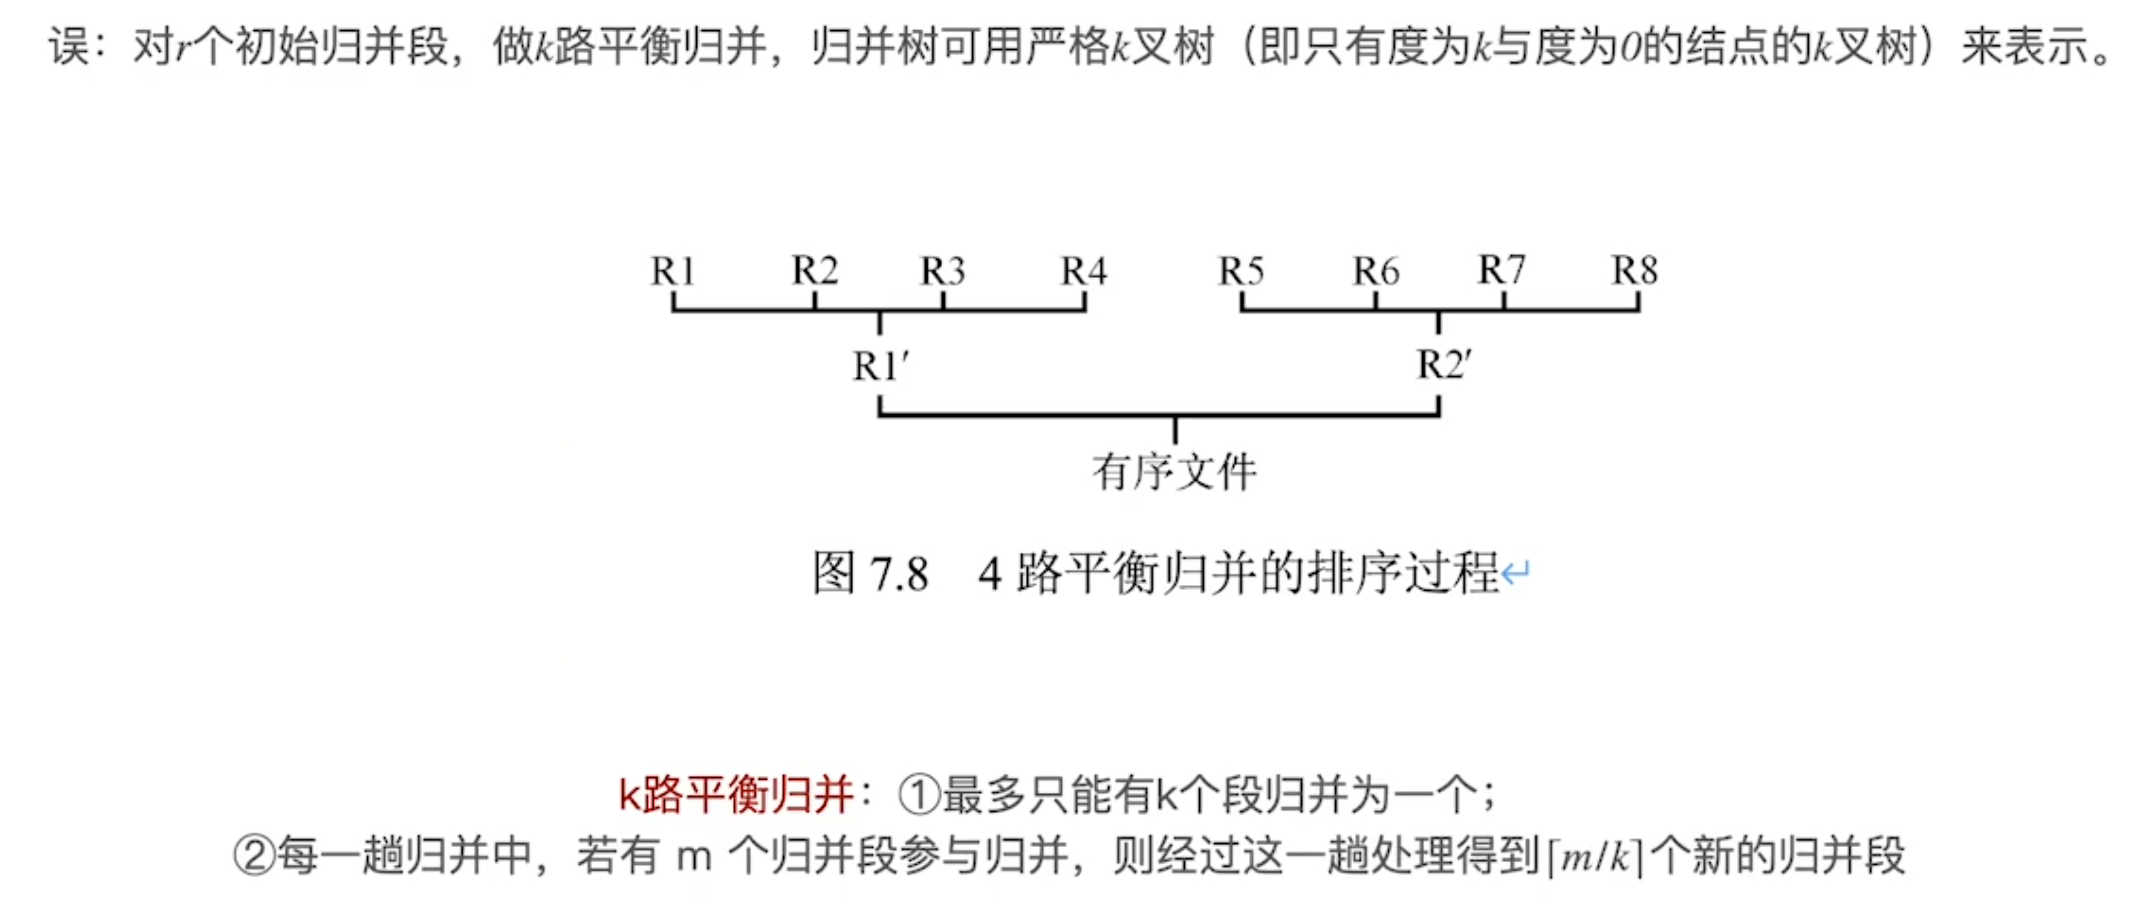 误：对r个初始归并段，做k路平衡归并，归并树可用严格k叉树（即只有度为k与度为0的结点的k叉树）来表示。
R1 R2 R3 R4 R5 R6 R7 R8
R1′ R2′
有序文件
图 7.8 4 路平衡归并的排序过程↵
k路平衡归并：①最多只能有k个段归并为一个；
②每一趟归并中，若有 m 个归并段参与归并，则经过这一趟处理得到⌈m/k⌉个新的归并段